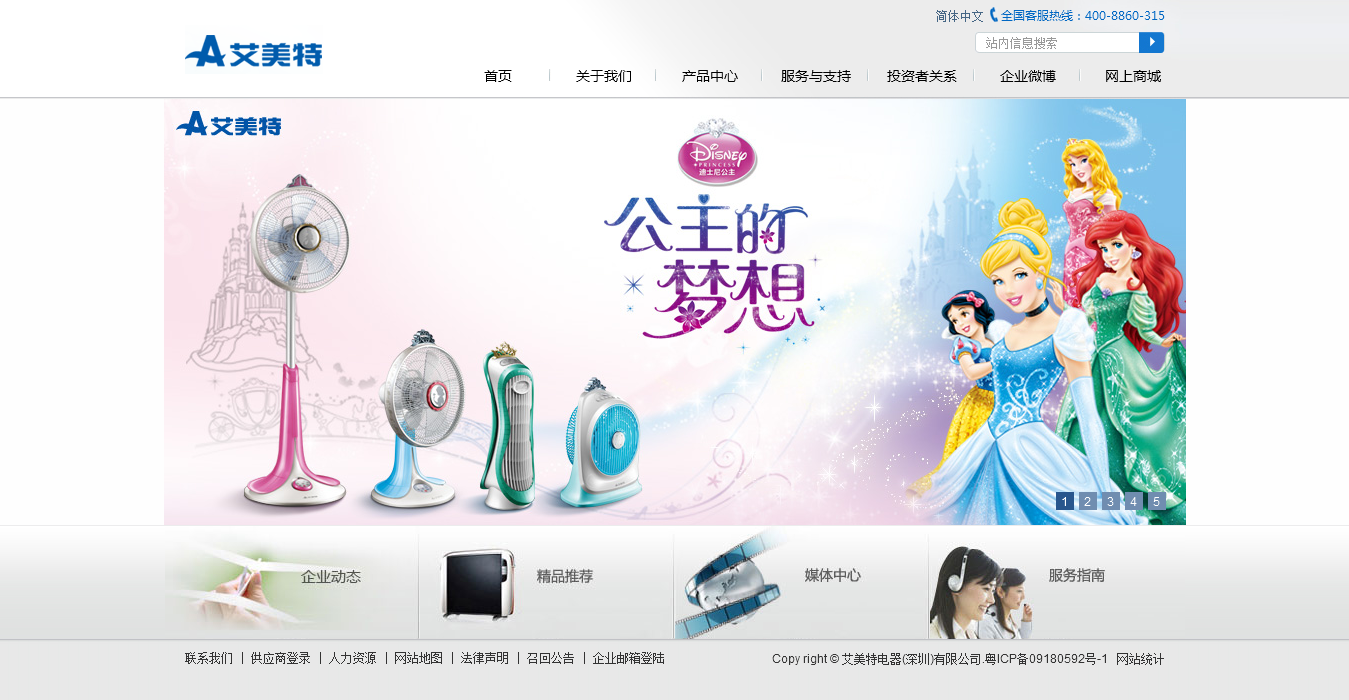 简体中文 全国客服热线：400-8860-315
艾美特
站内信息搜索
首页 关于我们 产品中心 服务与支持 投资者关系 企业微博 网上商城
艾美特
Disney
PRINCESS
迪士尼公主
公主的
梦想
1 2 3 4 5
企业动态 精品推荐 媒体中心 服务指南
联系我们 | 供应商登录 | 人力资源 | 网站地图 | 法律声明 | 召回公告 | 企业邮箱登陆
Copy right © 艾美特电器(深圳)有限公司.粤ICP备09180592号-1 网站统计